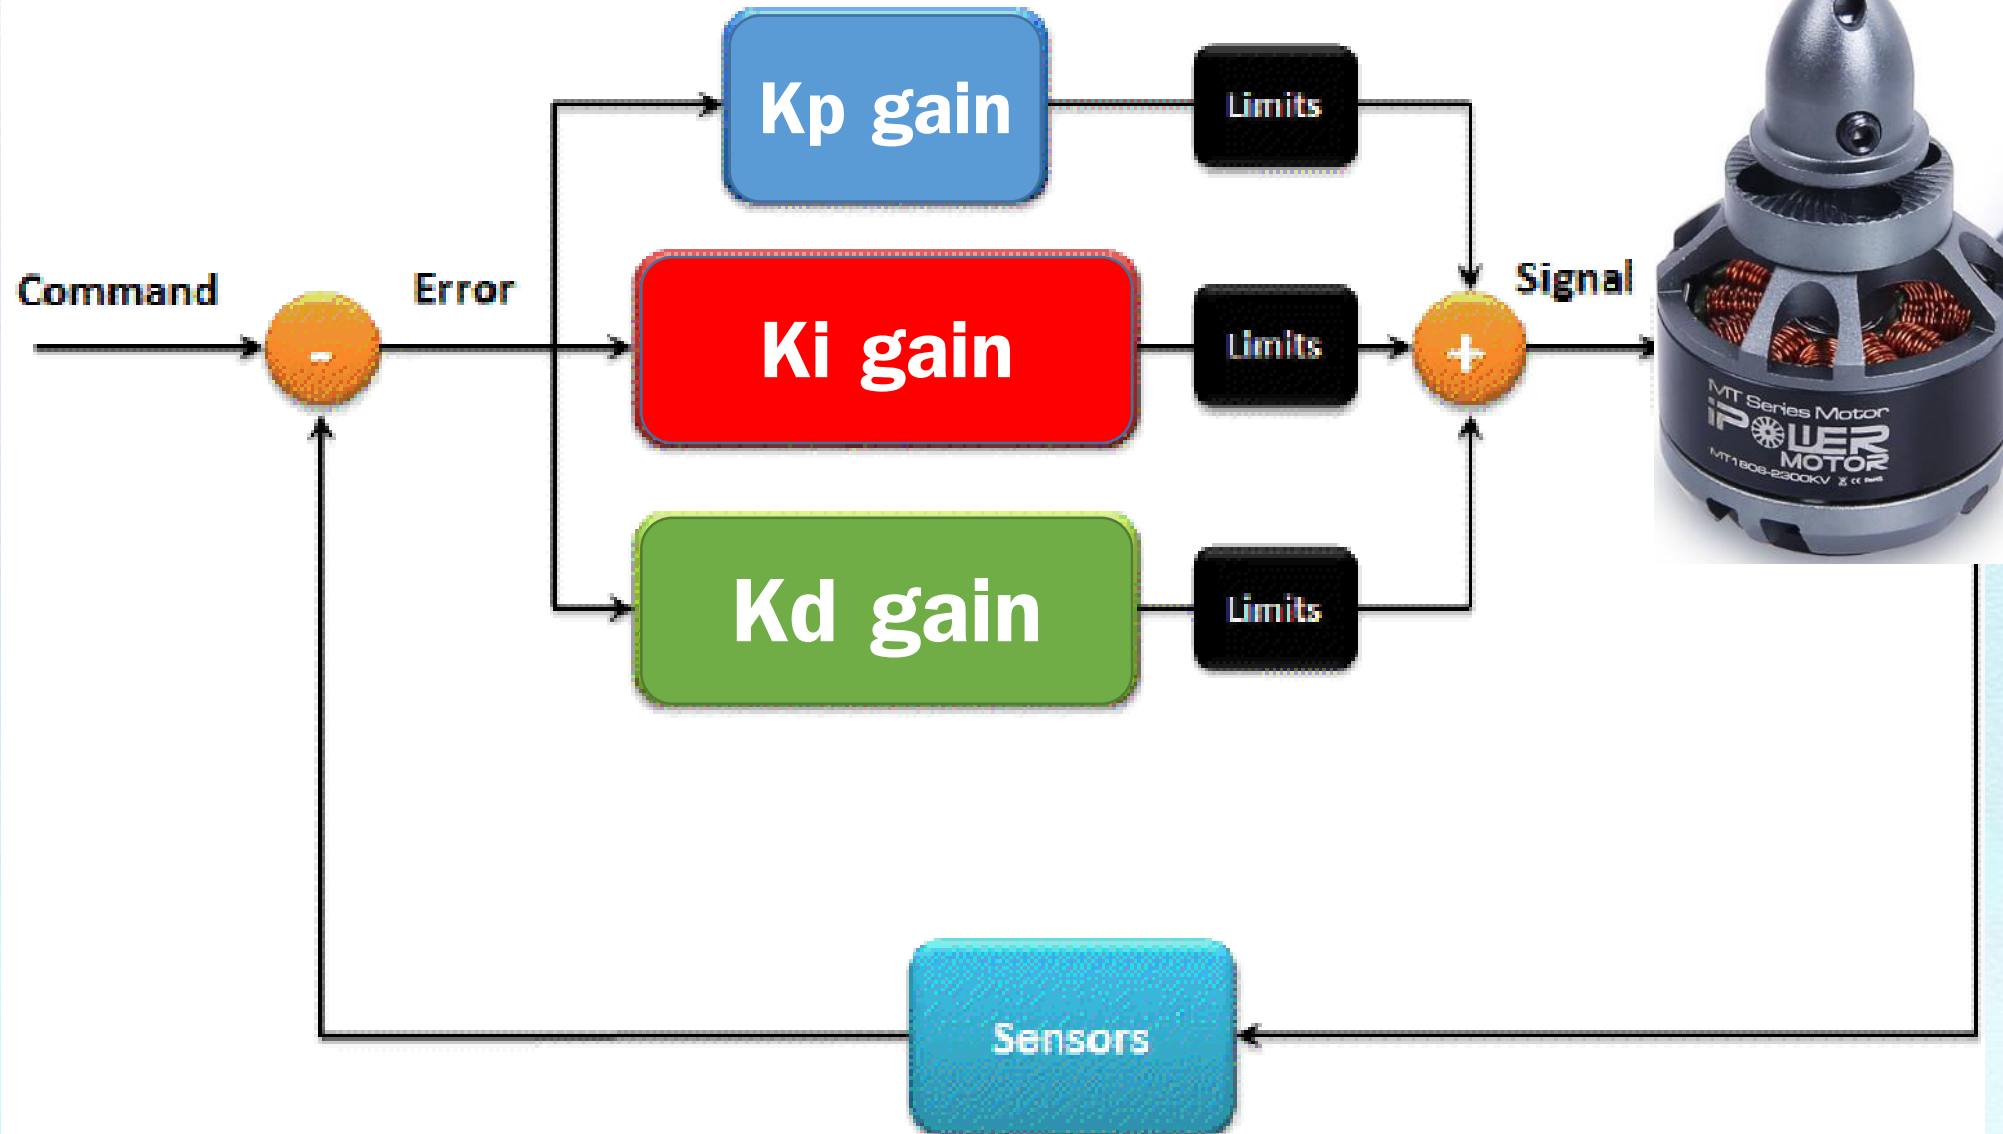 Kp gain
Limits
Command
Error
Ki gain
Limits
Signal
-
+
MT Series Motor
iPOWER
MOTOR
MT1806-2300KV
Kd gain
Limits
Sensors